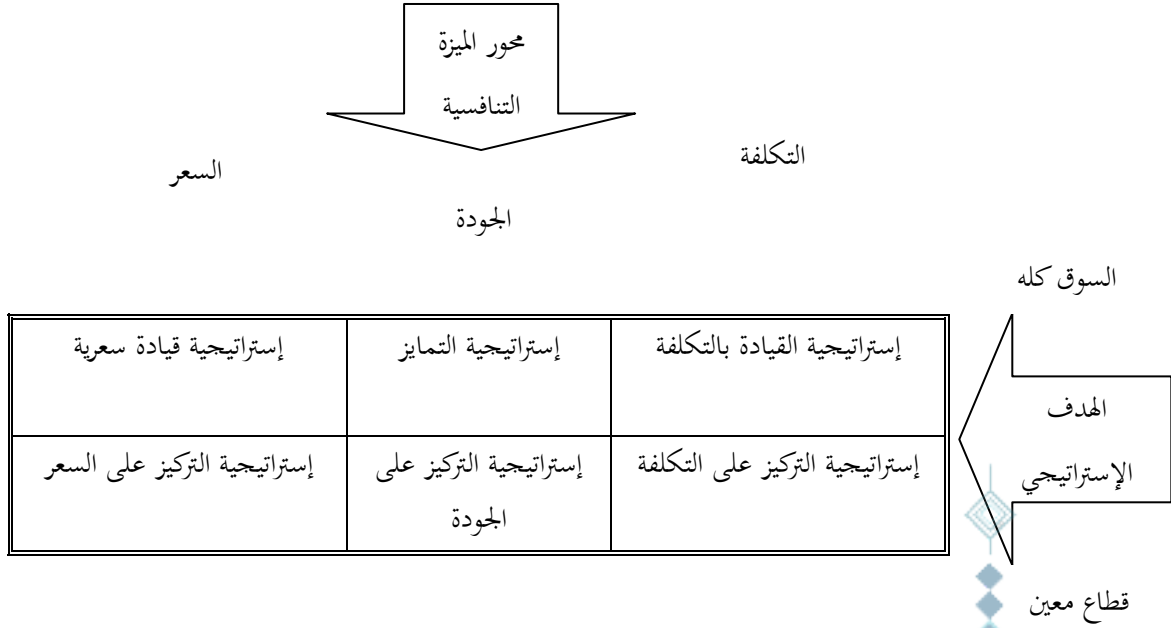 محور الميزة
التنافسية
التكلفة
الجودة
السعر
السوق كله
الهدف
الإستراتيجي
قطاع معين
إستراتيجية القيادة بالتكلفة
إستراتيجية التمايز
إستراتيجية قيادة سعرية
إستراتيجية التركيز على التكلفة
إستراتيجية التركيز على
الجودة
إستراتيجية التركيز على السعر